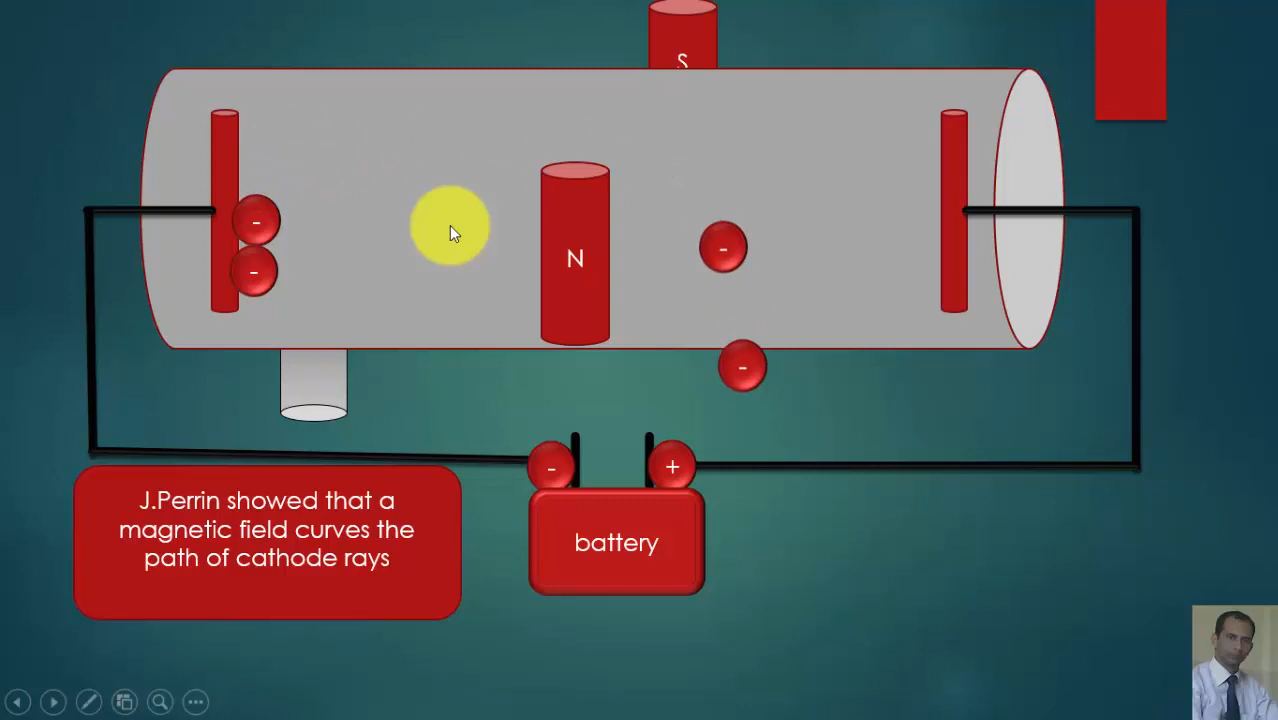 S
N
-
-
-
-
-
+
J.Perrin showed that a
magnetic field curves the
path of cathode rays
battery